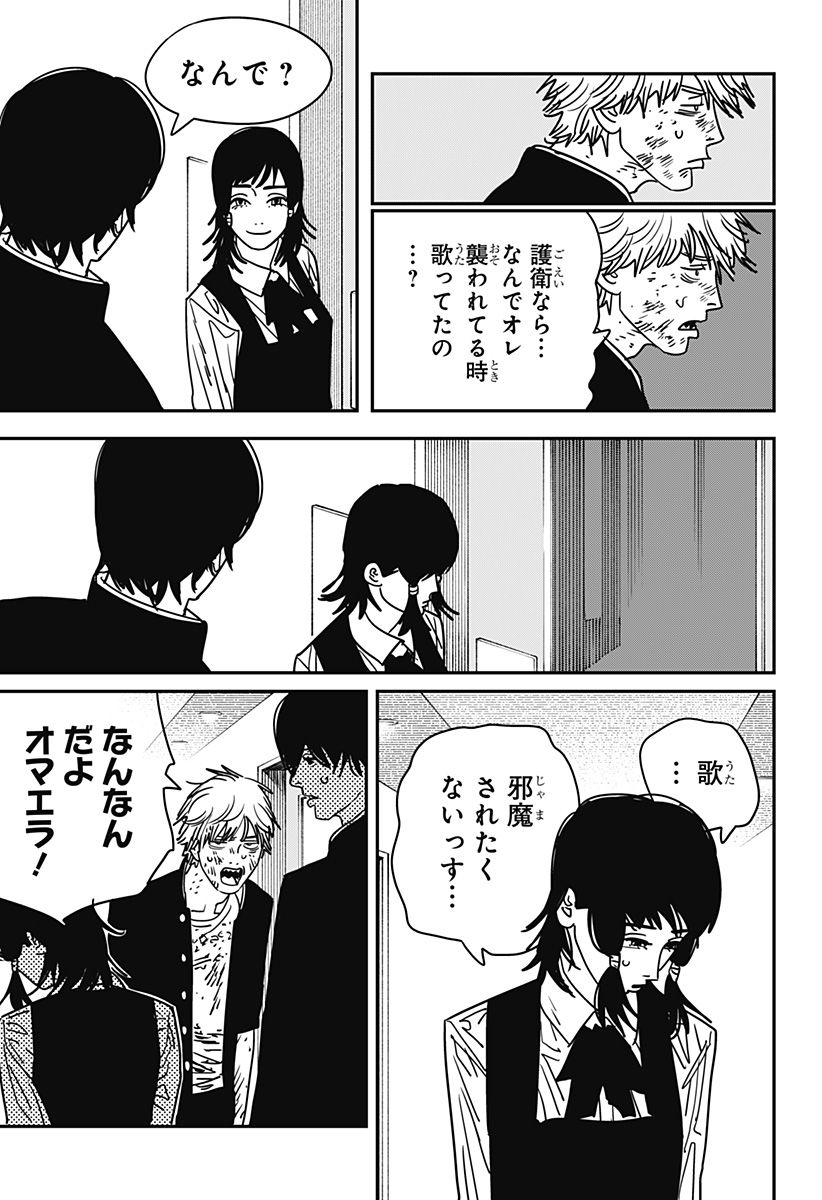 護衛なら…
なんでオレ
襲われてる時
歌ってたの
…?
なんで?
歌
…
邪魔
されたく
ないっす…
なんなん
だよ
オマエラ!